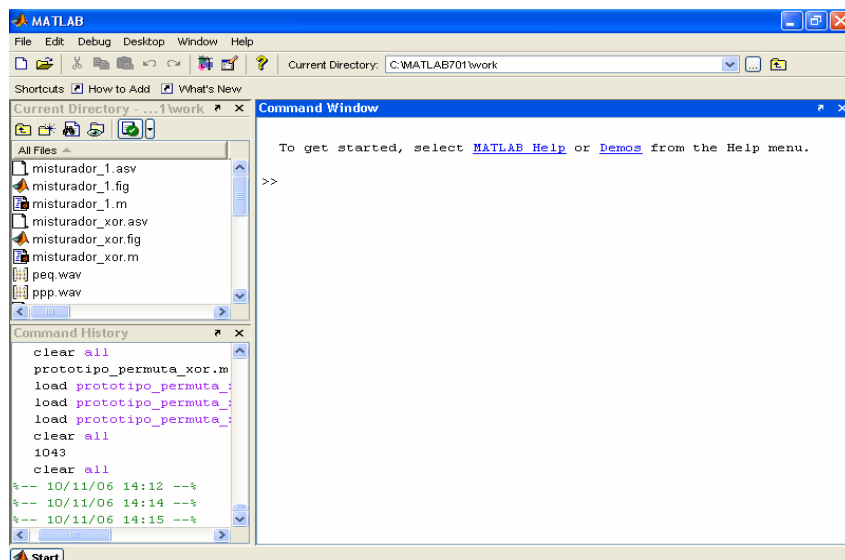 MATLAB
File Edit Debug Desktop Window Help
Current Directory: C:\MATLAB701\work
Shortcuts How to Add What's New
Current Directory - ...1\work
All Files
misturador_1.asv
misturador_1.fig
misturador_1.m
misturador_xor.asv
misturador_xor.fig
misturador_xor.m
peq.wav
ppp.wav
Command History
clear all
prototipo_permuta_xor.m
load prototipo_permuta_
load prototipo_permuta_
load prototipo_permuta_
clear all
1043
clear all
%-- 10/11/06 14:12 --%
%-- 10/11/06 14:14 --%
%-- 10/11/06 14:15 --%
Command Window
To get started, select MATLAB Help or Demos from the Help menu.
>>
Start